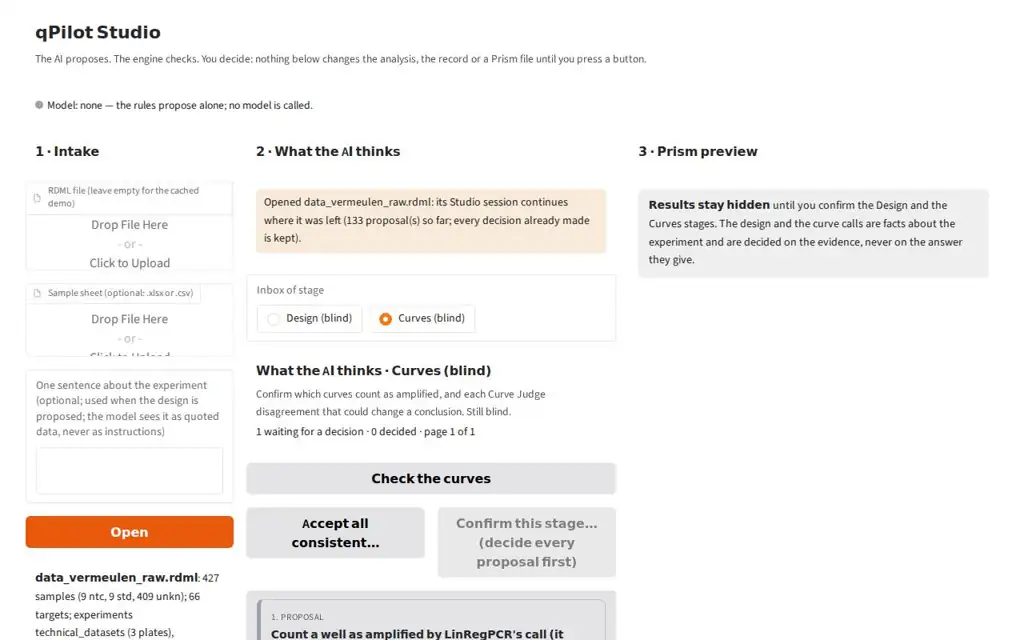 qPilot Studio
The AI proposes. The engine checks. You decide: nothing below changes the analysis, the record or a Prism file until you press a button.
Model: none — the rules propose alone; no model is called.
1 · Intake
RDML file (leave empty for the cached
demo)
Drop File Here
- or -
Click to Upload
Sample sheet (optional: .xlsx or .csv)
Drop File Here
- or -
Click to Upload
One sentence about the experiment
(optional; used when the design is
proposed; the model sees it as quoted
data, never as instructions)
Open
data_vermeulen_raw.rdml: 427
samples (9 ntc, 9 std, 409 unkn); 66
targets; experiments
technical_datasets (3 plates),
2 · What the AI thinks
Opened data_vermeulen_raw.rdml: its Studio session continues
where it was left (133 proposal(s) so far; every decision already made
is kept).
Inbox of stage
Design (blind)
Curves (blind)
What the AI thinks · Curves (blind)
Confirm which curves count as amplified, and each Curve Judge
disagreement that could change a conclusion. Still blind.
1 waiting for a decision · 0 decided · page 1 of 1
Check the curves
Accept all
consistent...
Confirm this stage...
(decide every
proposal first)
1. PROPOSAL
Count a well as amplified by LinRegPCR's call (it
3 · Prism preview
Results stay hidden until you confirm the Design and the
Curves stages. The design and the curve calls are facts about the
experiment and are decided on the evidence, never on the answer
they give.